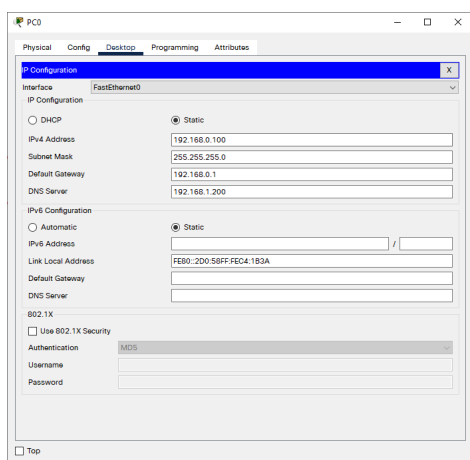 PC0
Physical Config Desktop Programming Attributes
IP Configuration X
Interface FastEthernet0
IP Configuration
DHCP Static
IPv4 Address 192.168.0.100
Subnet Mask 255.255.255.0
Default Gateway 192.168.0.1
DNS Server 192.168.1.200
IPv6 Configuration
Automatic Static
IPv6 Address /
Link Local Address FE80::2D0:58FF:FEC4:1B3A
Default Gateway
DNS Server
802.1X
Use 802.1X Security
Authentication MD5
Username
Password
Top